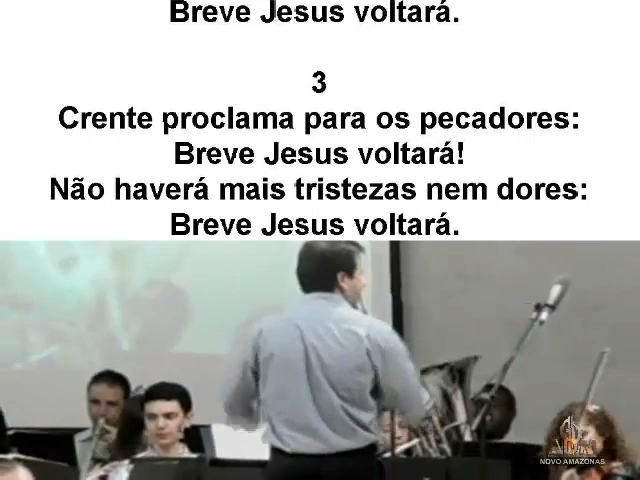 Breve Jesus voltará.
3
Crente proclama para os pecadores:
Breve Jesus voltará!
Não haverá mais tristezas nem dores:
Breve Jesus voltará.
NOVO AMAZONAS